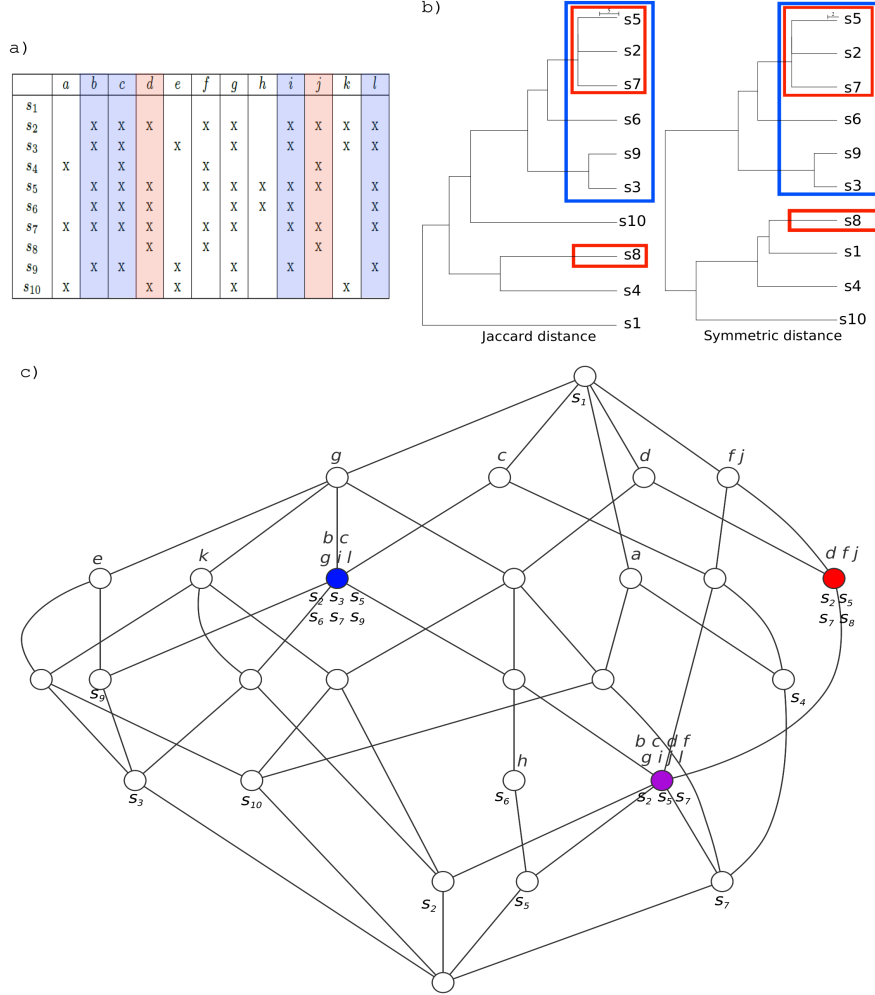 a)
a b c d e f g h i j k l
s1
s2 x x x x x x x x x
s3 x x x x x x x
s4 x x x x
s5 x x x x x x x x x
s6 x x x x x x x
s7 x x x x x x x x x
s8 x x x
s9 x x x x x x
s10 x x x x x
b)
s5
s2
s7
s6
s9
s3
s10
s8
s4
s1
Jaccard distance
s5
s2
s7
s6
s9
s3
s8
s1
s4
s10
Symmetric distance
c)
s1
g c d f j
b c
g i l
d f j
e k a
s2 s3 s5
s6 s7 s9
s2 s5
s7 s8
s9 s4
b c d f
g i j l
h
s3 s10 s6 s2 s5 s7
s2 s5 s7